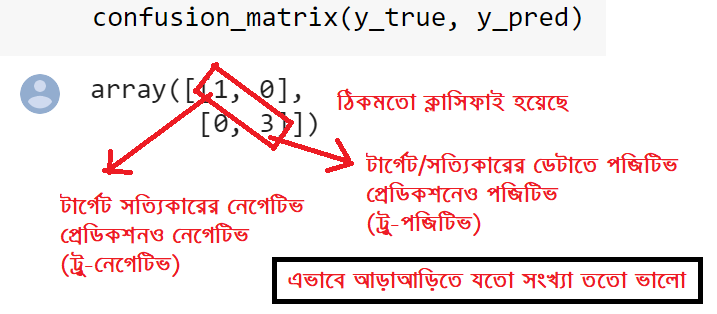 confusion_matrix(y_true, y_pred)
array([[1, 0],
[0, 3]])
ঠিকমতো ক্লাসিফাই হয়েছে
টার্গেট/সত্যিকারের ডেটাতে পজিটিভ
প্রেডিকশনেও পজিটিভ
(ট্রু-পজিটিভ)
টার্গেট সত্যিকারের নেগেটিভ
প্রেডিকশনও নেগেটিভ
(ট্রু-নেগেটিভ)
এভাবে আড়াআড়িতে যতো সংখ্যা ততো ভালো